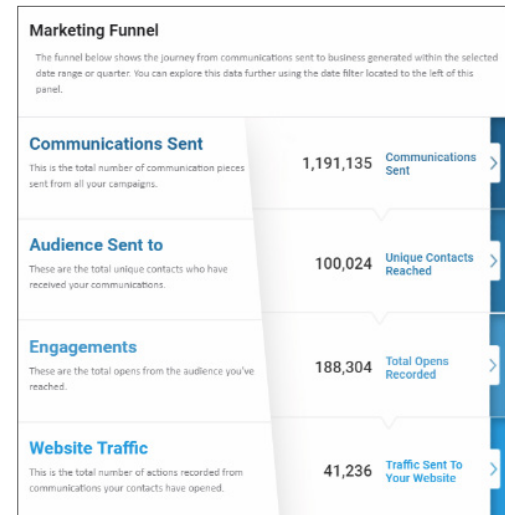 Marketing Funnel
The funnel below shows the journey from communications sent to business generated within the selected
date range or quarter. You can explore this data further using the date filter located to the left of this
panel.
Communications Sent
This is the total number of communication pieces
sent from all your campaigns.
1,191,135
Communications
Sent
Audience Sent to
These are the total unique contacts who have
received your communications.
100,024
Unique Contacts
Reached
Engagements
These are the total opens from the audience you've
reached.
188,304
Total Opens
Recorded
Website Traffic
This is the total number of actions recorded from
communications your contacts have opened.
41,236
Traffic Sent To
Your Website